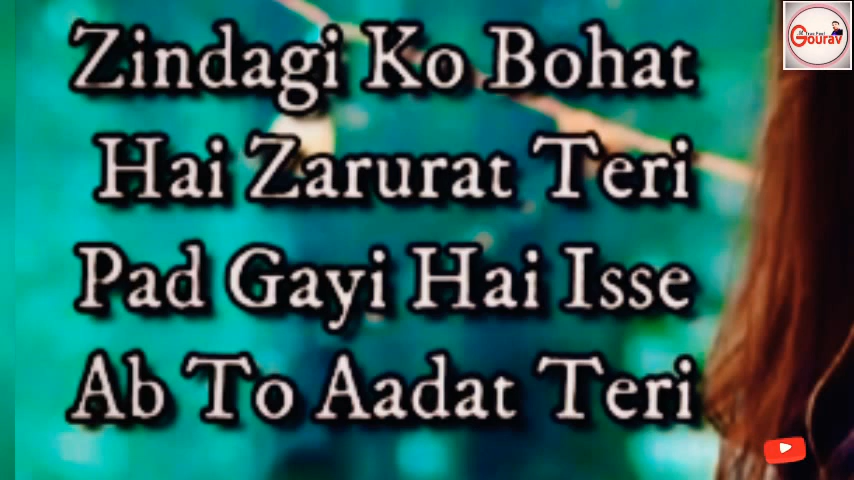 Zindagi Ko Bohat
Hai Zarurat Teri
Pad Gayi Hai Isse
Ab To Aadat Teri
Gourav